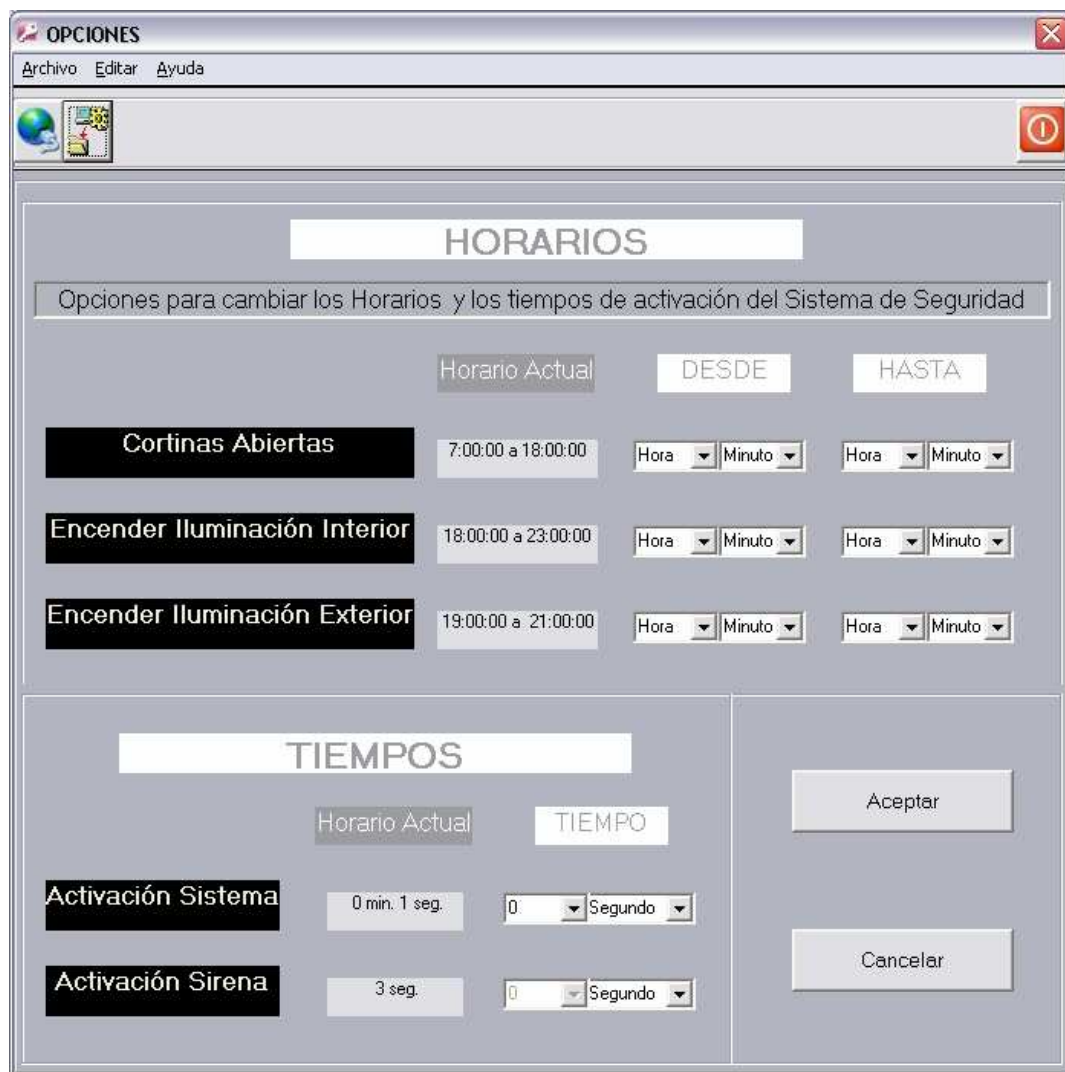 OPCIONES
Archivo Editar Ayuda
HORARIOS
Opciones para cambiar los Horarios y los tiempos de activación del Sistema de Seguridad
Horario Actual DESDE HASTA
Cortinas Abiertas 7:00:00 a 18:00:00 Hora Minuto Hora Minuto
Encender Iluminación Interior 18:00:00 a 23:00:00 Hora Minuto Hora Minuto
Encender Iluminación Exterior 19:00:00 a 21:00:00 Hora Minuto Hora Minuto
TIEMPOS
Horario Actual TIEMPO
Activación Sistema 0 min. 1 seg. 0 Segundo
Activación Sirena 3 seg. 0 Segundo
Aceptar
Cancelar